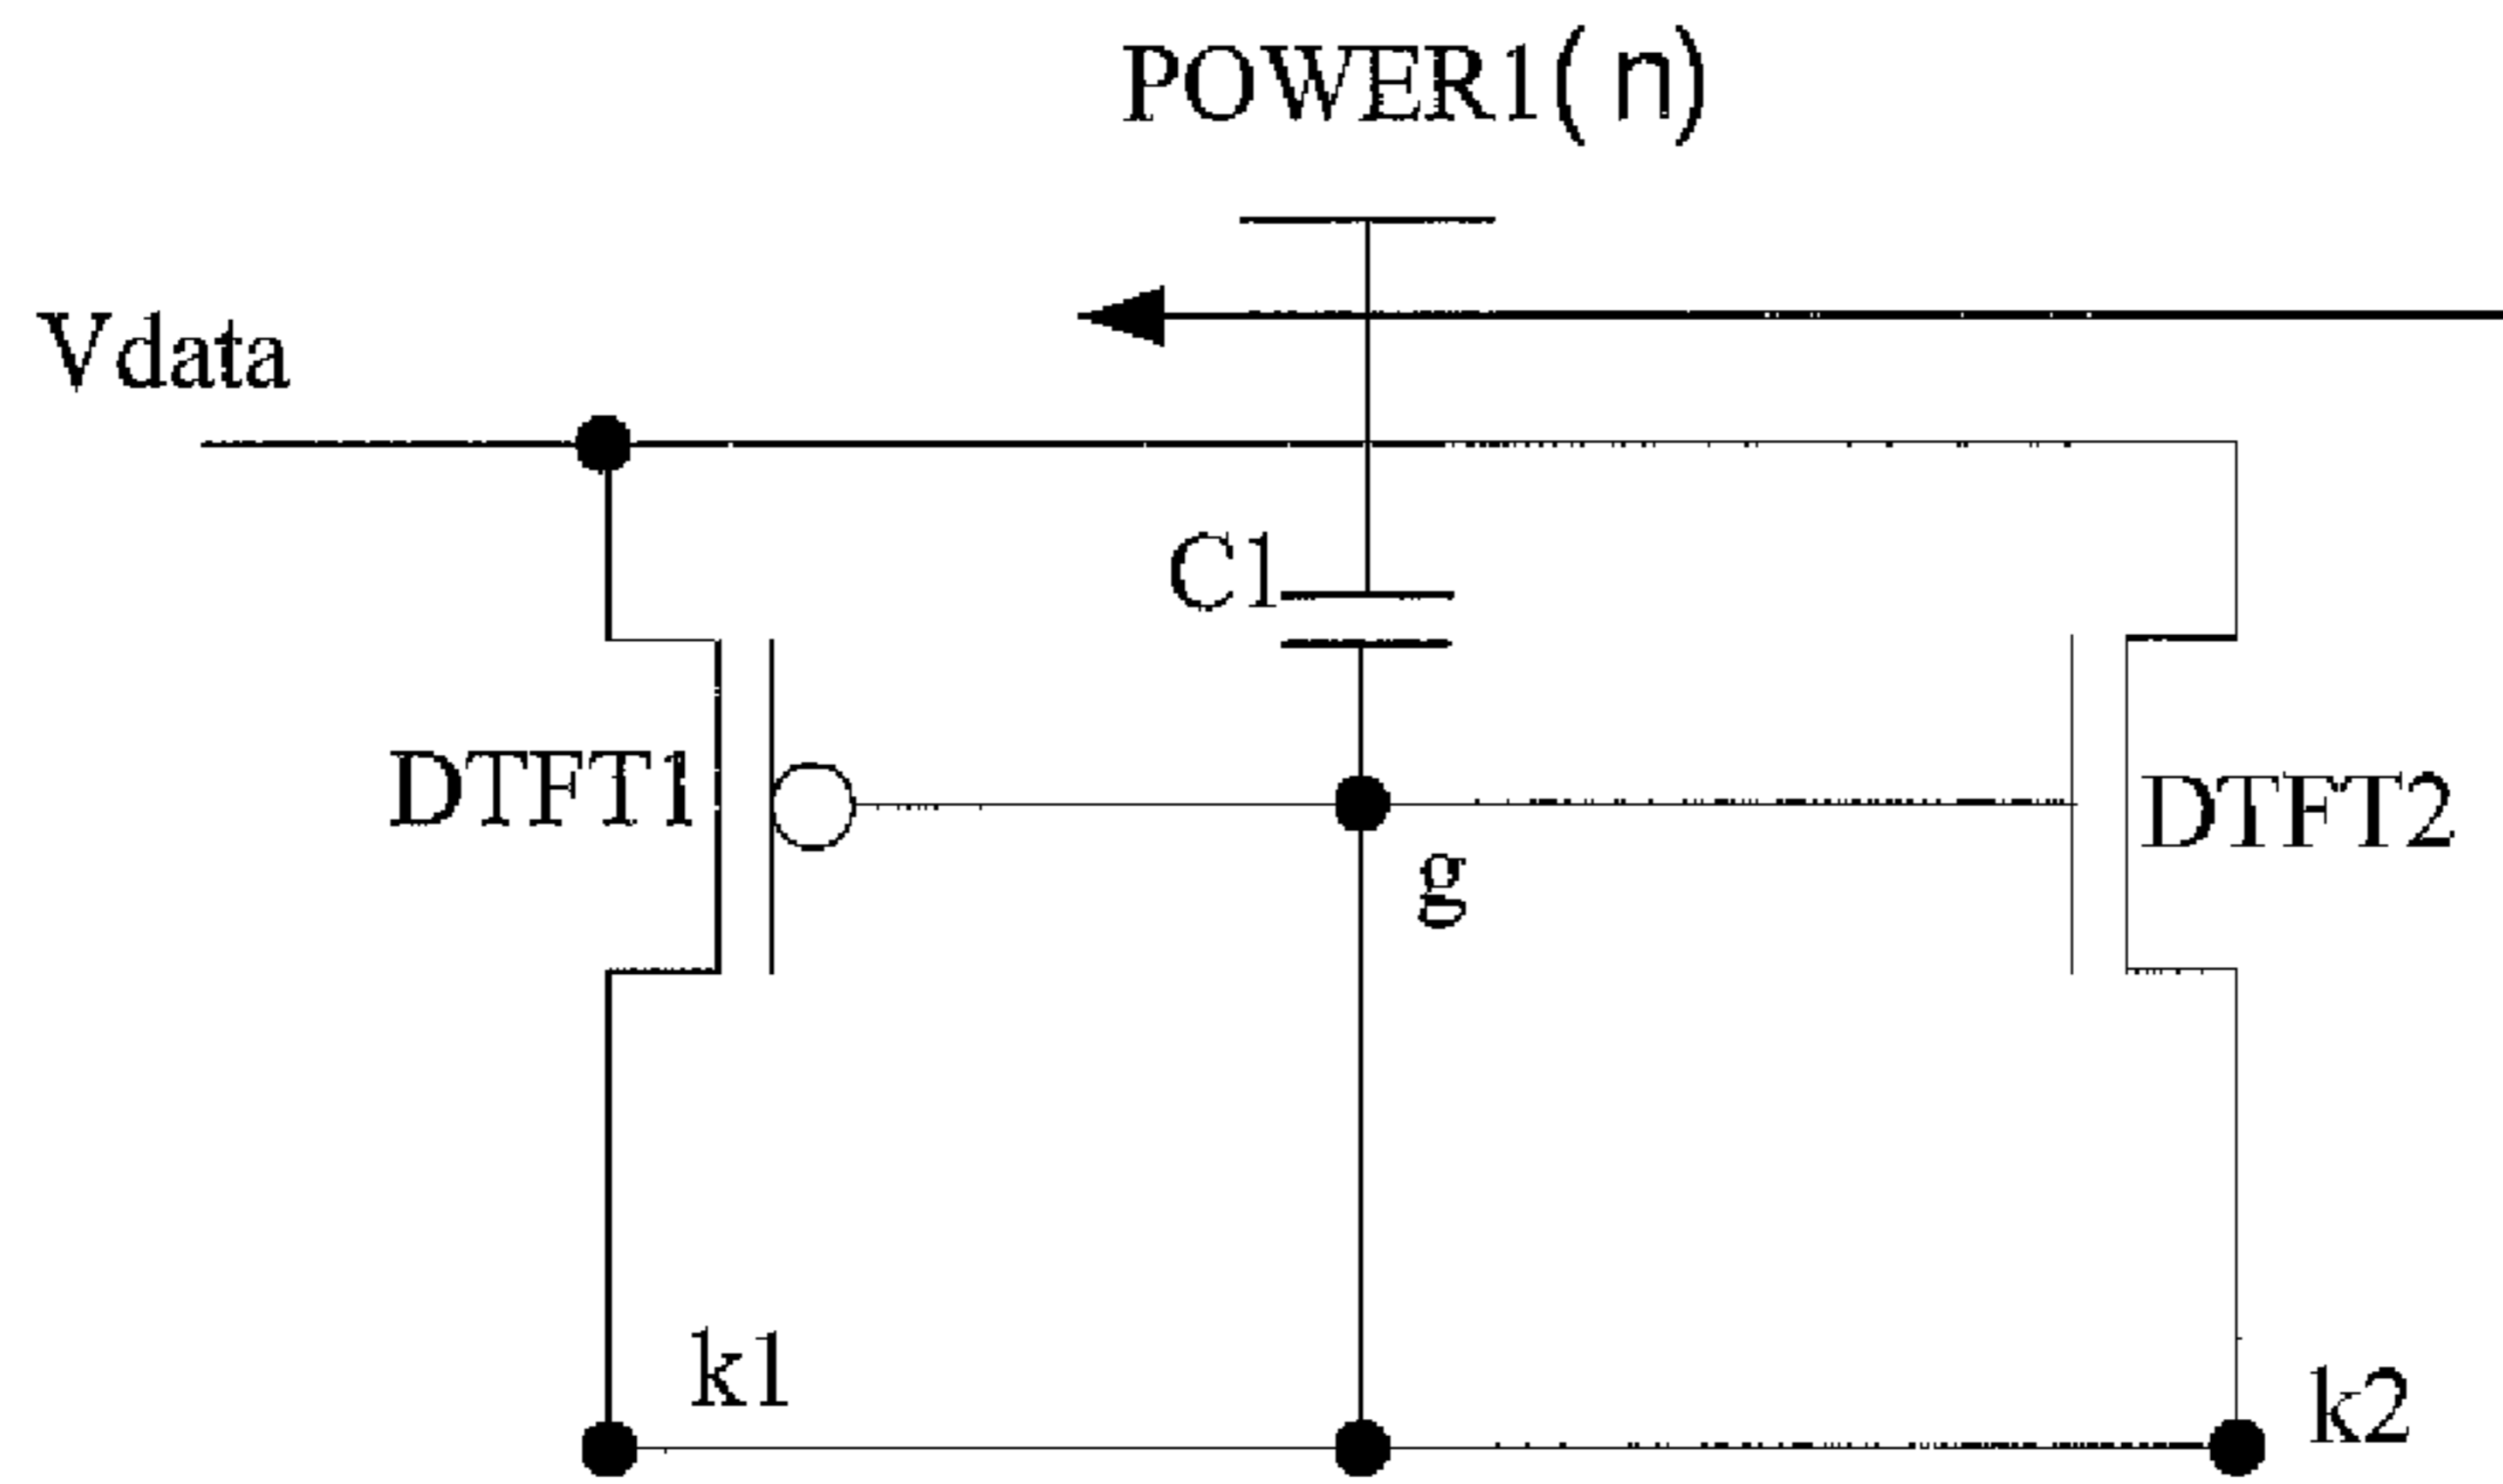 POWER1(n)
Vdata
C1
DTFT1
DTFT2
g
k1
k2